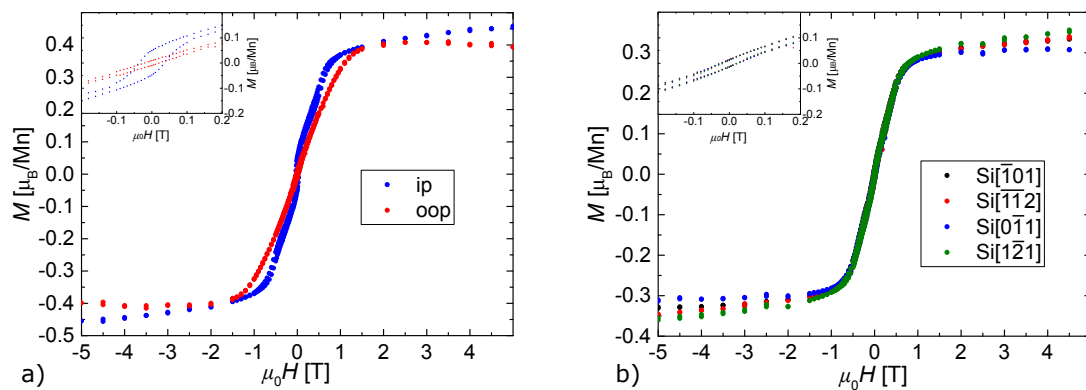 0.4
0.3
0.2
0.1
0.0
-0.1
-0.2
-0.3
-0.4
-0.5
M [μB/Mn]
0.1
0.0
0.1
0.2
M [μB/Mn]
-0.1 0.0 0.1 0.2
μ0H [T]
ip
oop
-5 -4 -3 -2 -1 0 1 2 3 4 5
μ0H [T]
a)
0.3
0.2
0.1
0.0
-0.1
-0.2
-0.3
-0.4
M [μB/Mn]
0.1
0.0
0.1
0.2
M [μB/Mn]
-0.1 0.0 0.1 0.2
μ0H [T]
Si[1̅01]
Si[1̅1̅2]
Si[01̅1]
Si[12̅1]
-5 -4 -3 -2 -1 0 1 2 3 4 5
μ0H [T]
b)